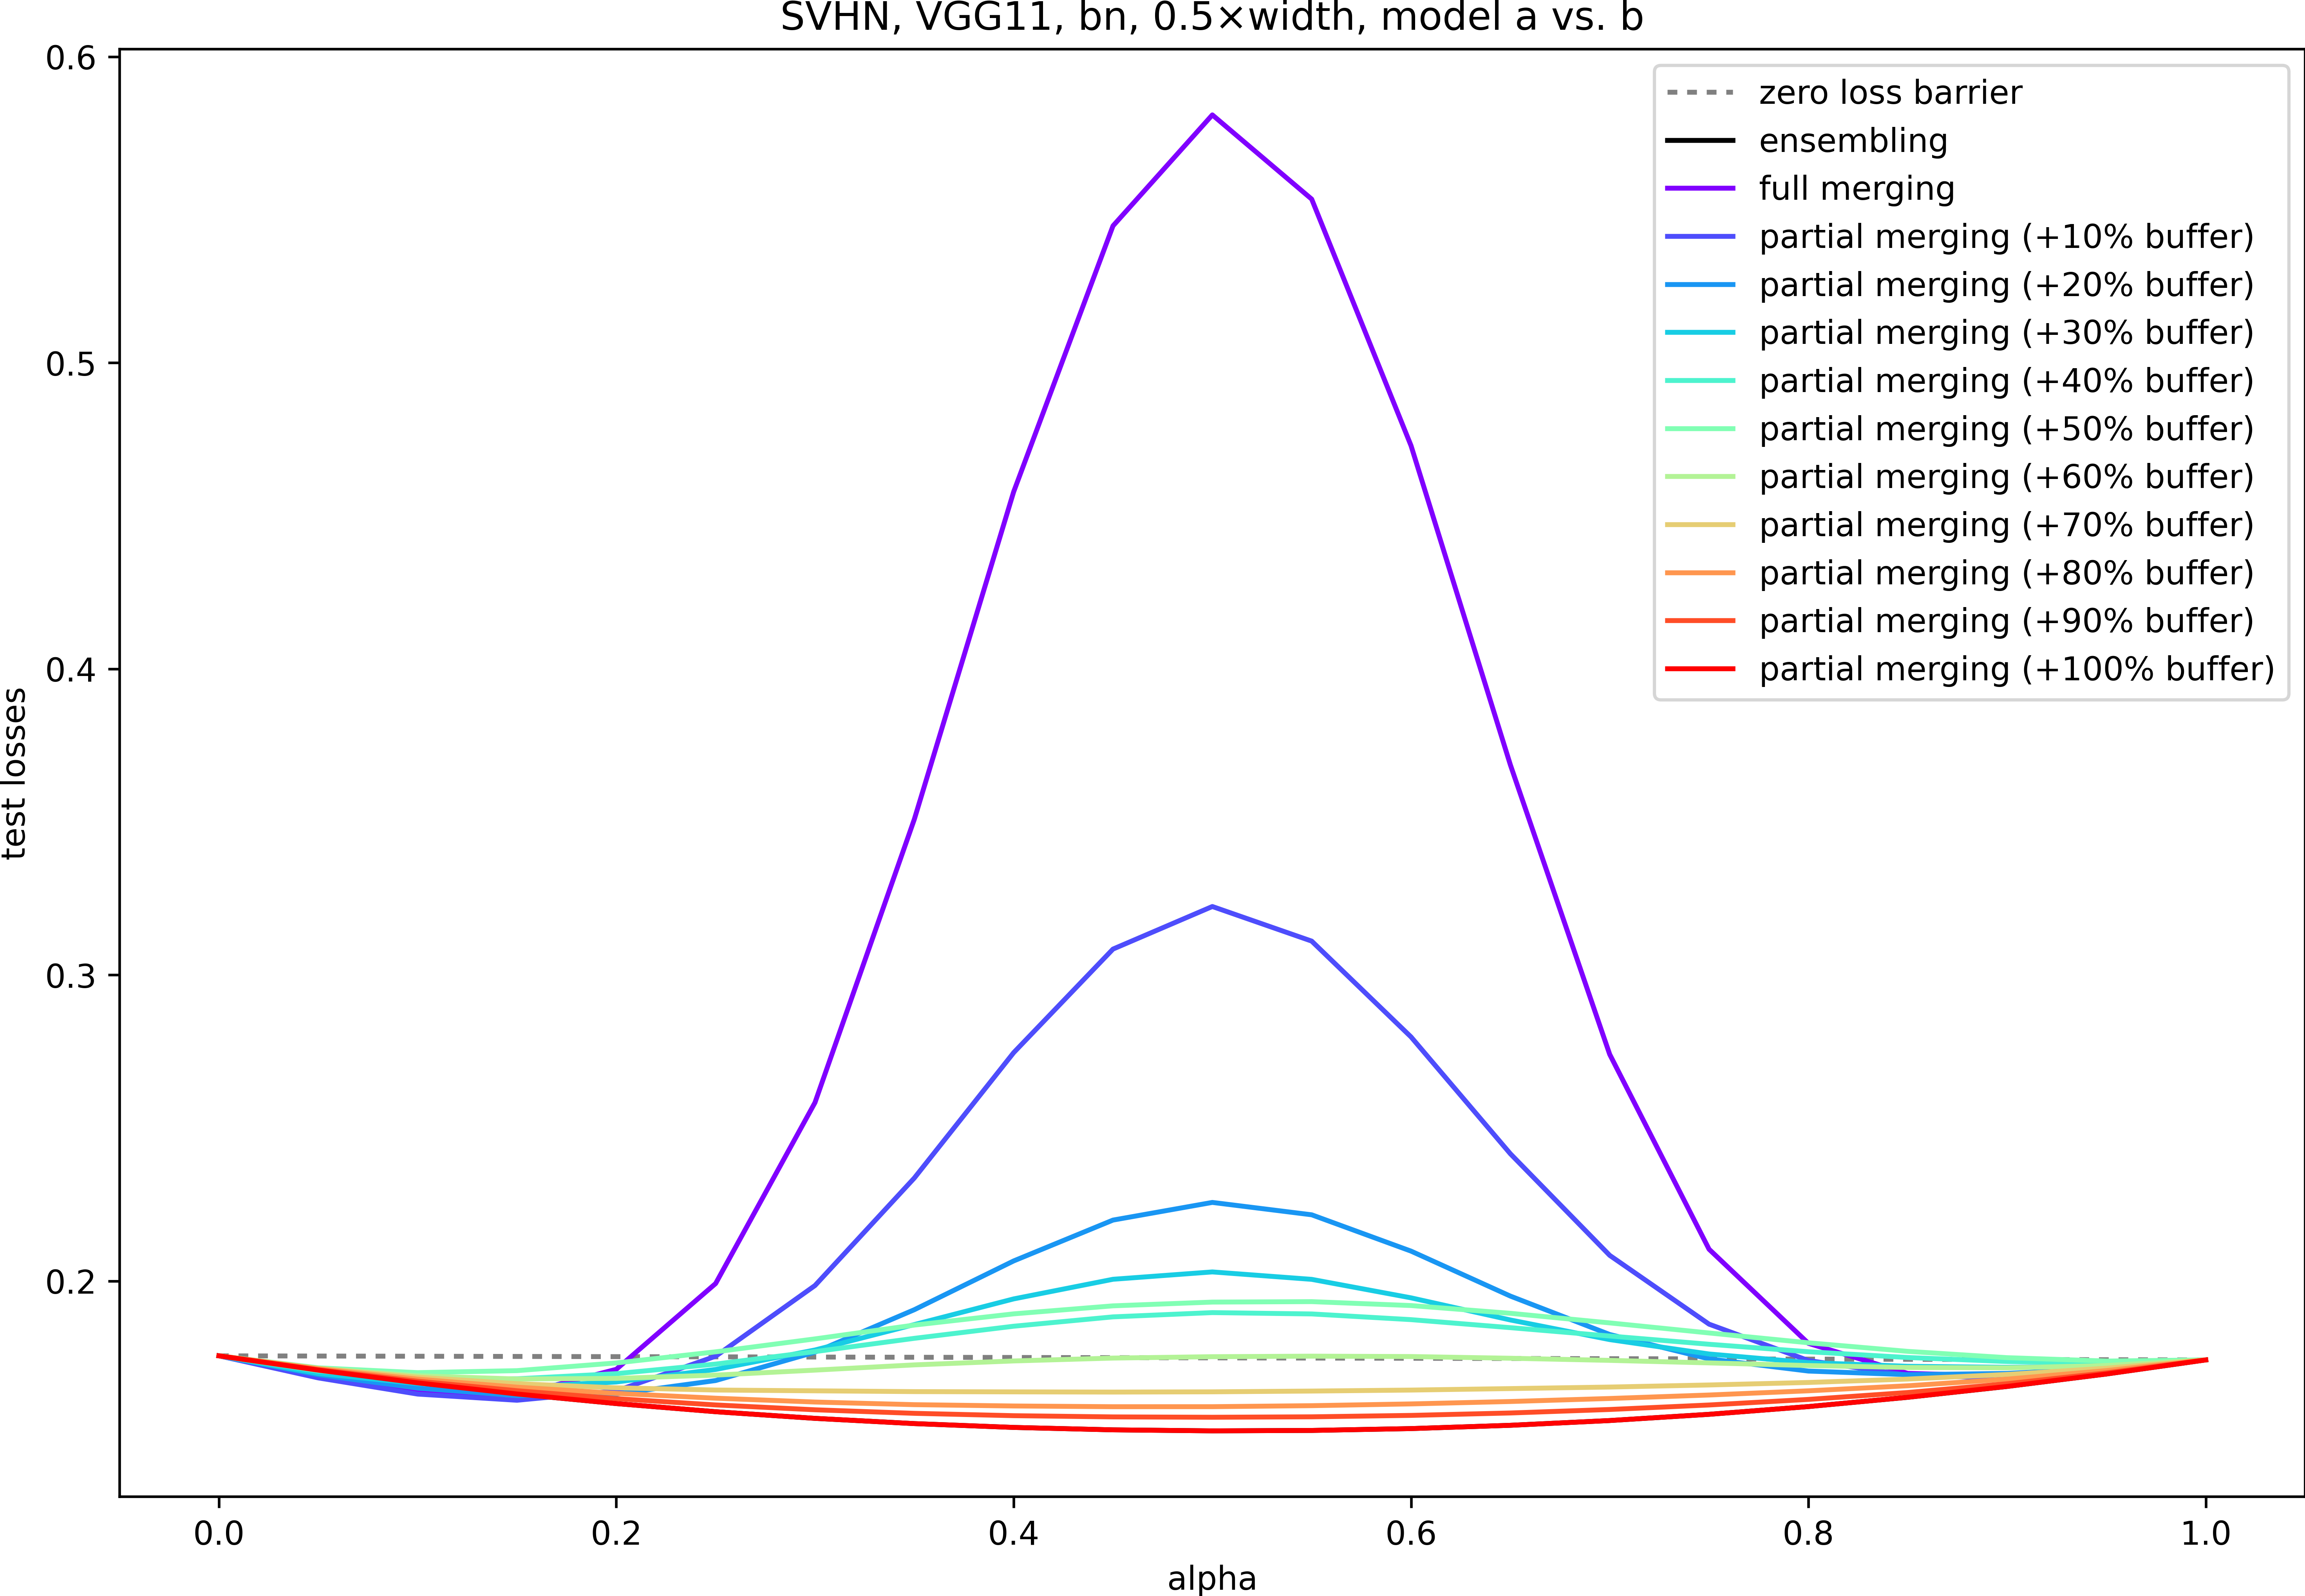 SVHN, VGG11, bn, 0.5×width, model a vs. b
0.6
0.5
0.4
0.3
0.2
test losses
zero loss barrier
ensembling
full merging
partial merging (+10% buffer)
partial merging (+20% buffer)
partial merging (+30% buffer)
partial merging (+40% buffer)
partial merging (+50% buffer)
partial merging (+60% buffer)
partial merging (+70% buffer)
partial merging (+80% buffer)
partial merging (+90% buffer)
partial merging (+100% buffer)
0.0 0.2 0.4 0.6 0.8 1.0
alpha